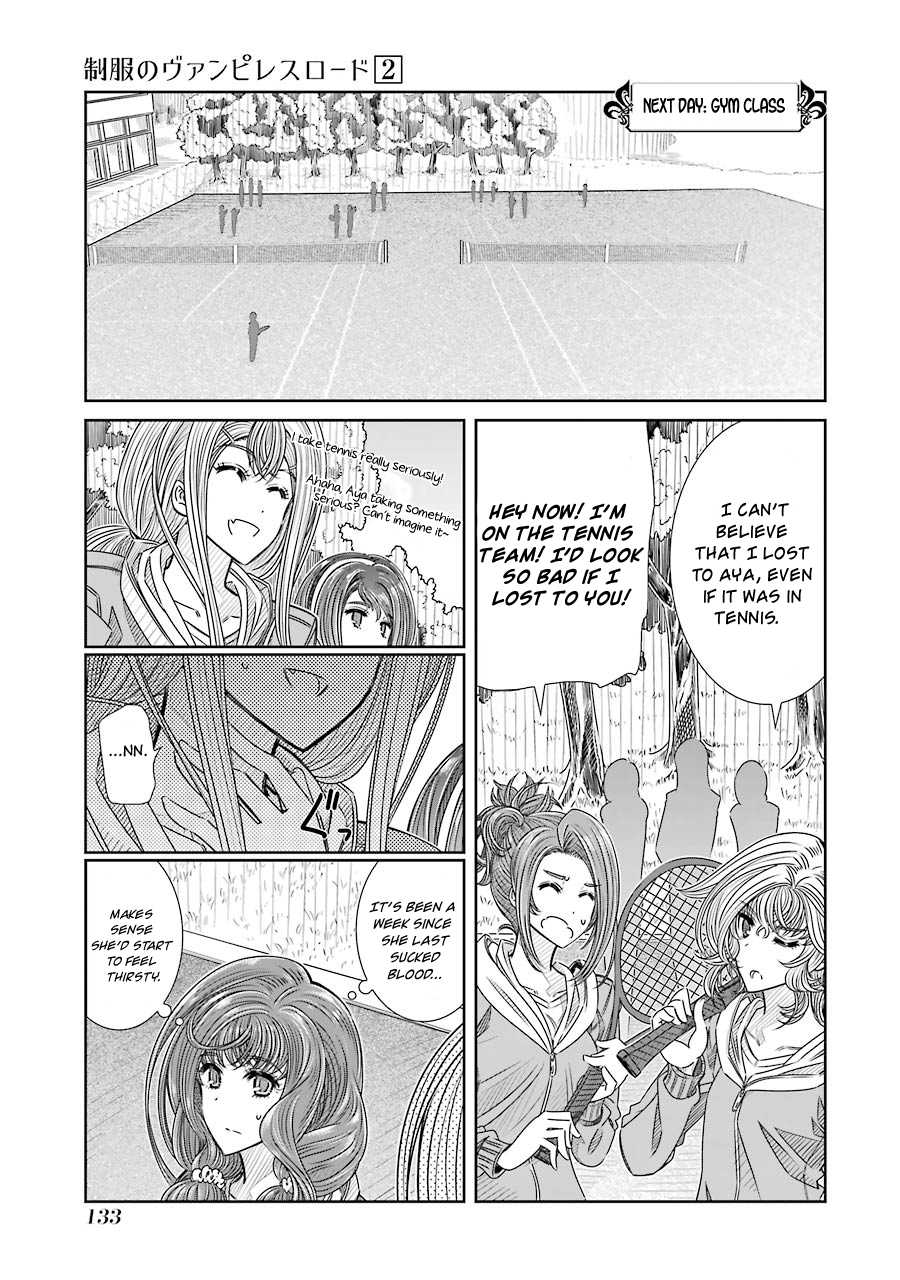 制服のヴァンピレスロード2
NEXT DAY: GYM CLASS
I CAN'T
BELIEVE
THAT I LOST
TO AYA, EVEN
IF IT WAS IN
TENNIS.
HEY NOW! I'M
ON THE TENNIS
TEAM! I'D LOOK
SO BAD IF I
LOST TO YOU!
I take tennis really seriously!
Ahaha, Aya taking something
Serious? Can't imagine it~
...NN.
グッ
IT'S BEEN A
WEEK SINCE
SHE LAST
SUCKED
BLOOD...
MAKES
SENSE
SHE'D START
TO FEEL
THIRSTY.
133